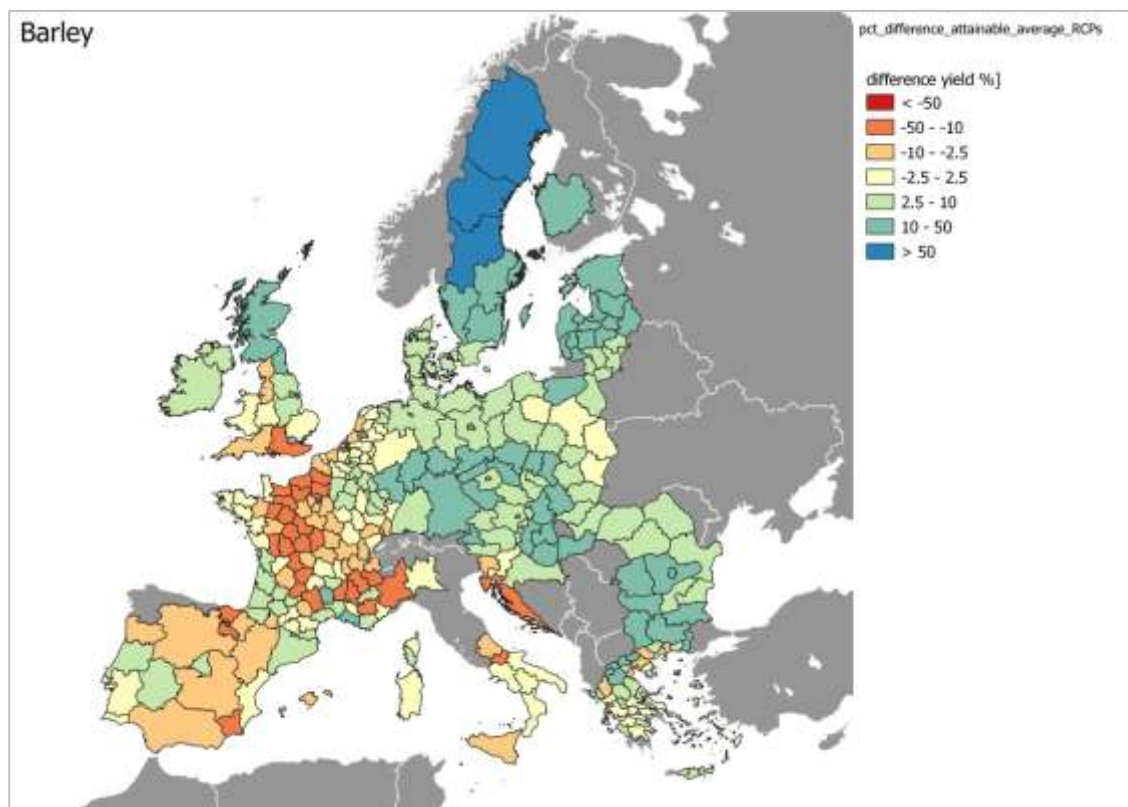 Barley
pct_difference_attainable_average_RCPs
difference yield %]
< -50
-50 - -10
-10 - -2.5
-2.5 - 2.5
2.5 - 10
10 - 50
> 50